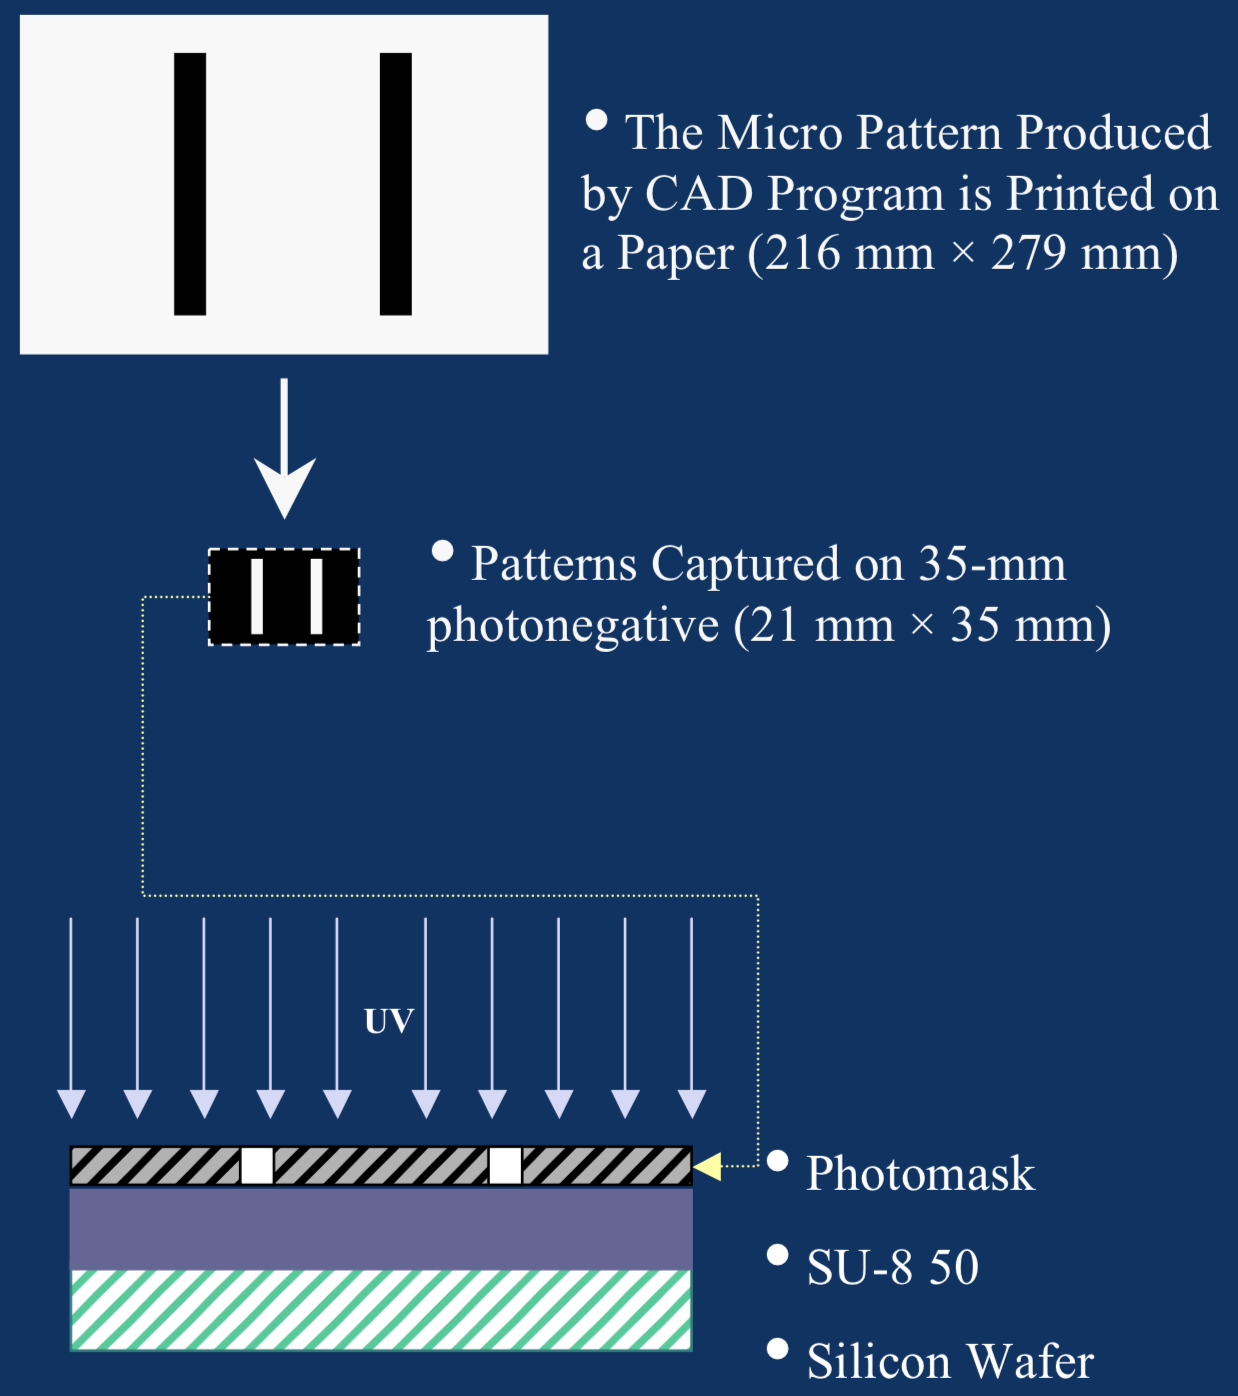 • The Micro Pattern Produced
by CAD Program is Printed on
a Paper (216 mm × 279 mm)
• Patterns Captured on 35-mm
photonegative (21 mm × 35 mm)
UV
• Photomask
• SU-8 50
• Silicon Wafer